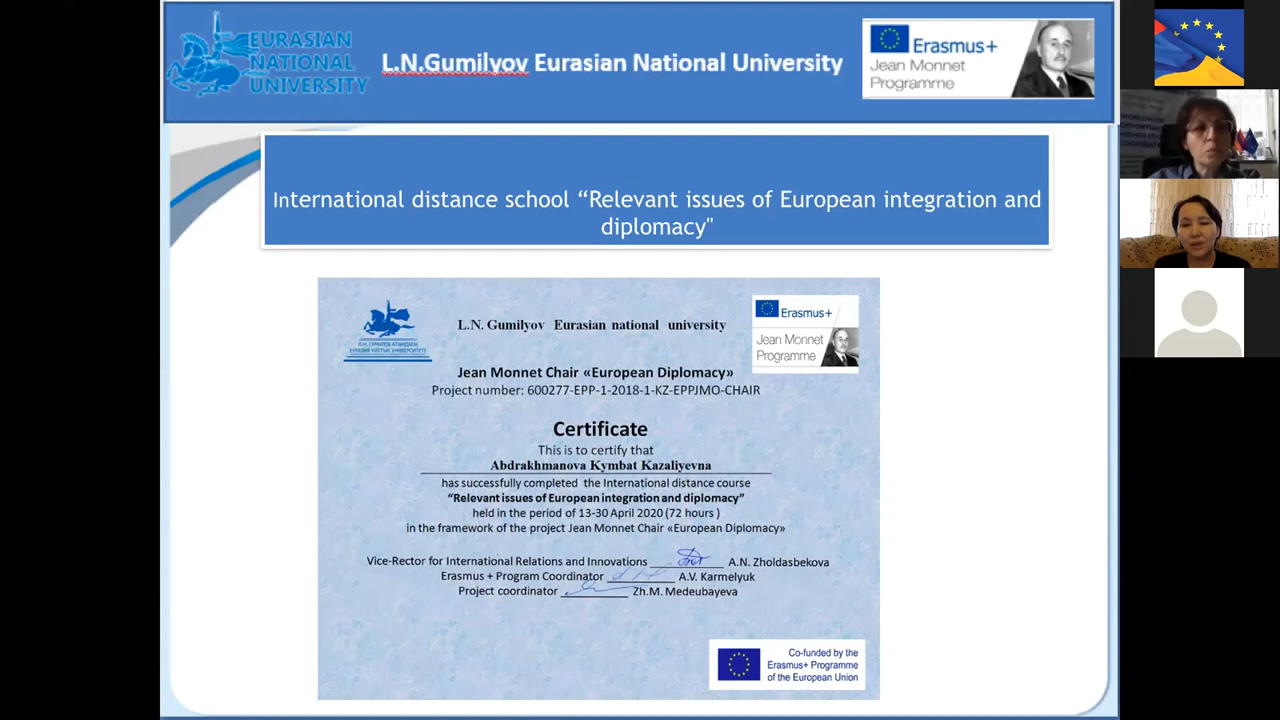 EURASIAN
NATIONAL
UNIVERSITY
L.N.Gumilyov Eurasian National University
Erasmus+
Jean Monnet
Programme
International distance school “Relevant issues of European integration and
diplomacy"
L.N. Gumilyov Eurasian national university
Erasmus+
Jean Monnet
Programme
Jean Monnet Chair «European Diplomacy»
Project number: 600277-EPP-1-2018-1-KZ-EPPJMO-CHAIR
Certificate
This is to certify that
Abdrakhmanova Kymbat Kazaliyevna
has successfully completed the International distance course
“Relevant issues of European integration and diplomacy”
held in the period of 13-30 April 2020 (72 hours )
in the framework of the project Jean Monnet Chair «European Diplomacy»
Vice-Rector for International Relations and Innovations A.N. Zholdasbekova
Erasmus + Program Coordinator A.V. Karmelyuk
Project coordinator Zh.M. Medeubayeva
Co-funded by the
Erasmus+ Programme
of the European Union